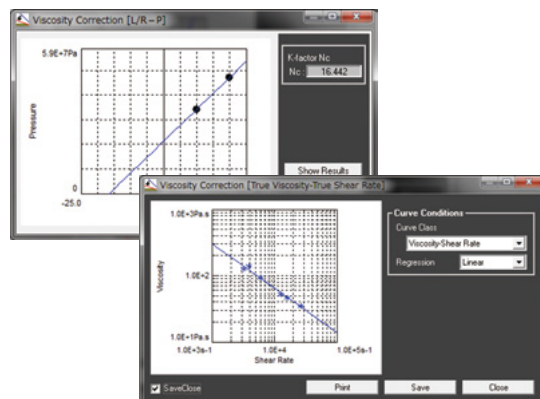 Viscosity Correction [L/R-P]
5.9E+7Pa
Pressure
0
-25.0
K-factor Nc
Nc : 16.442
Show Results
Viscosity Correction [True Viscosity-True Shear Rate]
1.0E+3Pa.s
Viscosity
1.0E+2
1.0E+1Pa.s
1.0E+3s-1
1.0E+4
1.0E+5s-1
Shear Rate
Curve Conditions
Curve Class
Viscosity-Shear Rate
Regression Linear
SaveClose
Print
Save
Close